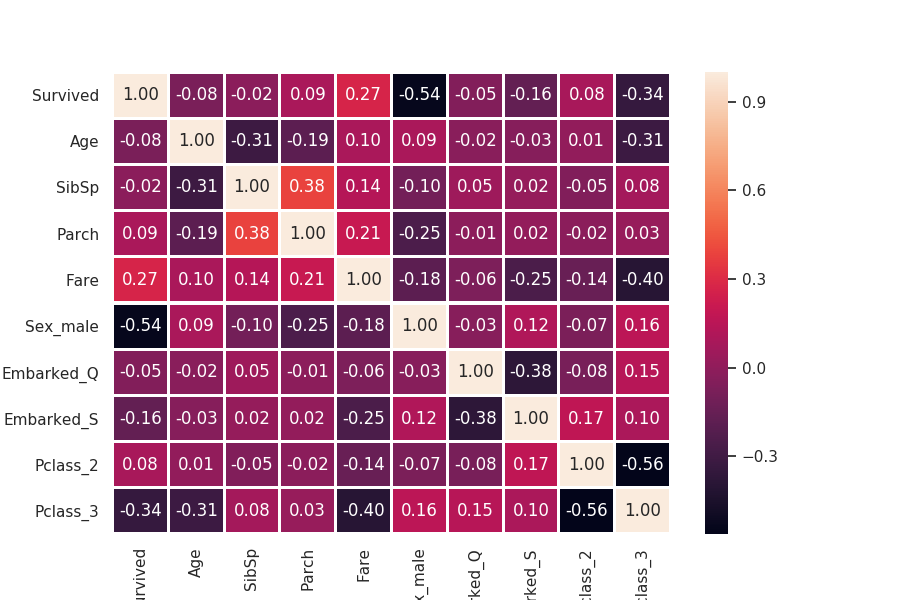 Survived 1.00 -0.08 -0.02 0.09 0.27 -0.54 -0.05 -0.16 0.08 -0.34
Age -0.08 1.00 -0.31 -0.19 0.10 0.09 -0.02 -0.03 0.01 -0.31
SibSp -0.02 -0.31 1.00 0.38 0.14 -0.10 0.05 0.02 -0.05 0.08
Parch 0.09 -0.19 0.38 1.00 0.21 -0.25 -0.01 0.02 -0.02 0.03
Fare 0.27 0.10 0.14 0.21 1.00 -0.18 -0.06 -0.25 -0.14 -0.40
Sex_male -0.54 0.09 -0.10 -0.25 -0.18 1.00 -0.03 0.12 -0.07 0.16
Embarked_Q -0.05 -0.02 0.05 -0.01 -0.06 -0.03 1.00 -0.38 -0.08 0.15
Embarked_S -0.16 -0.03 0.02 0.02 -0.25 0.12 -0.38 1.00 0.17 0.10
Pclass_2 0.08 0.01 -0.05 -0.02 -0.14 -0.07 -0.08 0.17 1.00 -0.56
Pclass_3 -0.34 -0.31 0.08 0.03 -0.40 0.16 0.15 0.10 -0.56 1.00
urvived
Age
SibSp
Parch
Fare
x_male
rked_Q
rked_S
class_2
class_3
0.9
0.6
0.3
0.0
−0.3